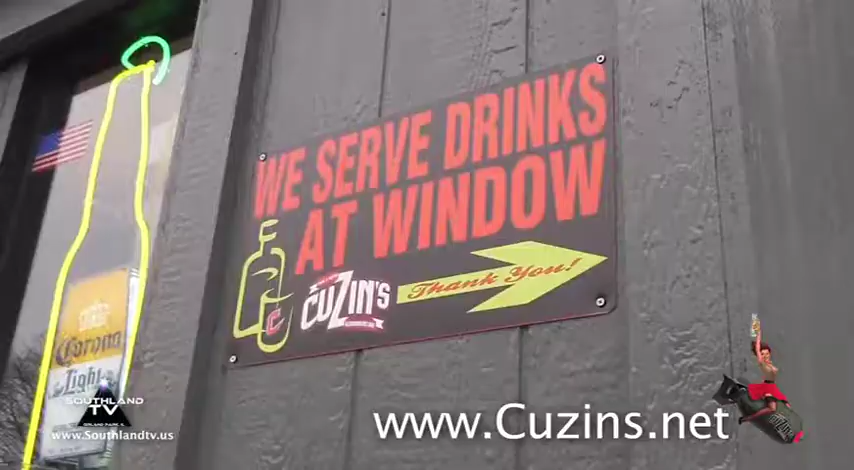 WE SERVE DRINKS
AT WINDOW
CUZIN'S
Thank You!
Corona
Light
SOUTHLAND
TV
www.Southlandtv.us
www.Cuzins.net